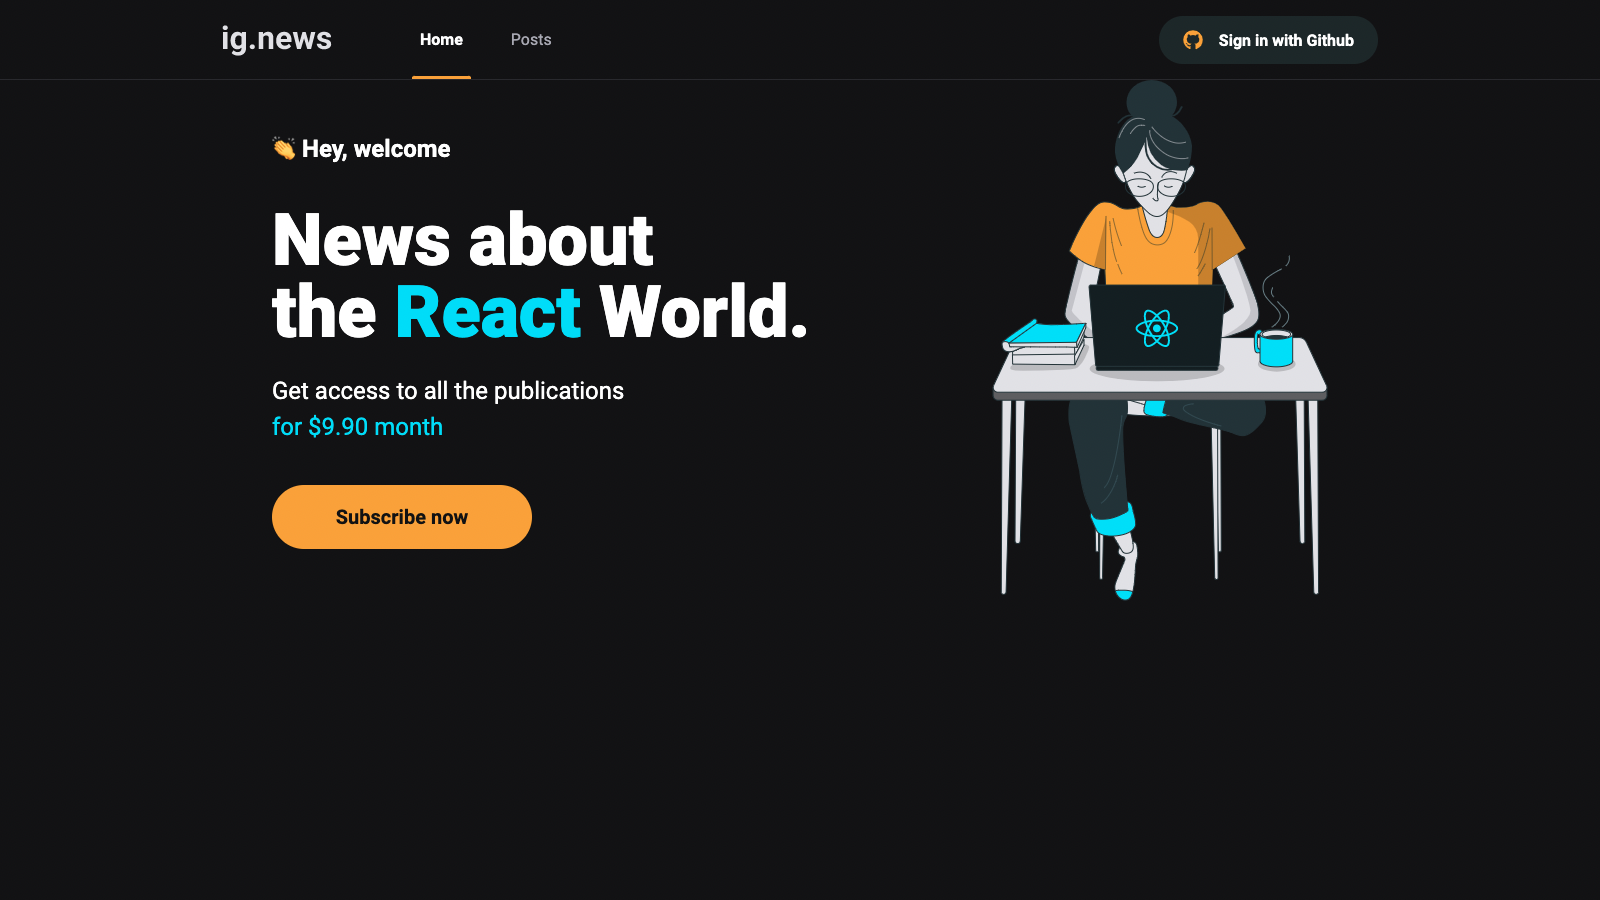 ig.news
Home
Posts
Sign in with Github
👏 Hey, welcome
News about
the React World.
Get access to all the publications
for $9.90 month
Subscribe now